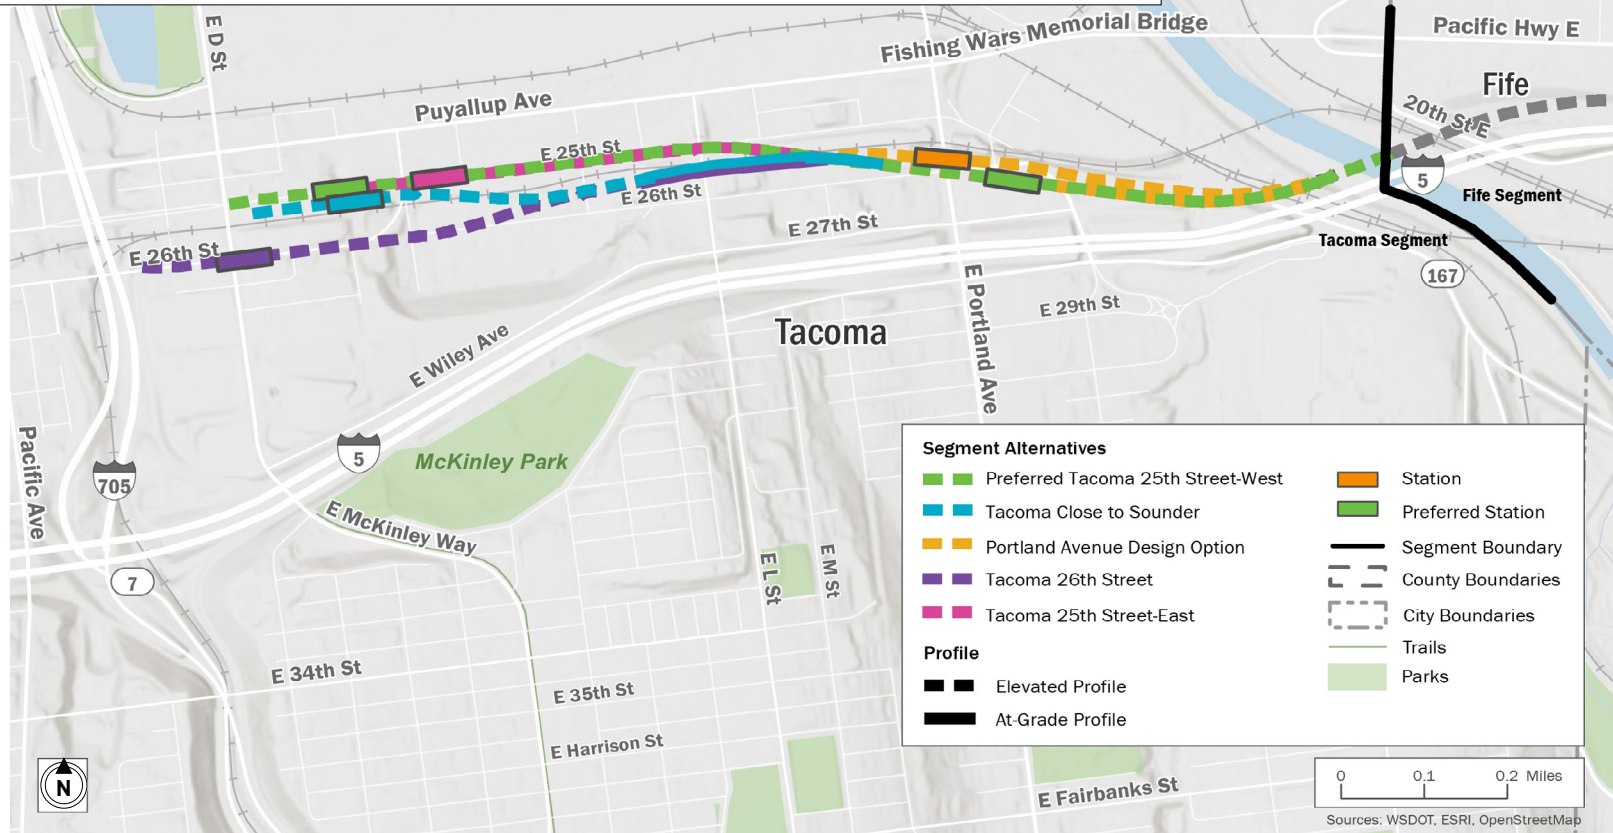 E D St
Fishing Wars Memorial Bridge
Pacific Hwy E
Fife
Puyallup Ave
20th St E
E 25th St
5
Fife Segment
E 26th St
E 27th St
E 26th St
Tacoma Segment
167
E Portland Ave
E 29th St
Tacoma
E Wiley Ave
Pacific Ave
5
McKinley Park
705
E McKinley Way
7
E L St
E M St
E 34th St
E 35th St
E Harrison St
E Fairbanks St
N
Segment Alternatives
Preferred Tacoma 25th Street-West
Tacoma Close to Sounder
Portland Avenue Design Option
Tacoma 26th Street
Tacoma 25th Street-East
Profile
Elevated Profile
At-Grade Profile
Station
Preferred Station
Segment Boundary
County Boundaries
City Boundaries
Trails
Parks
0 0.1 0.2 Miles
Sources: WSDOT, ESRI, OpenStreetMap